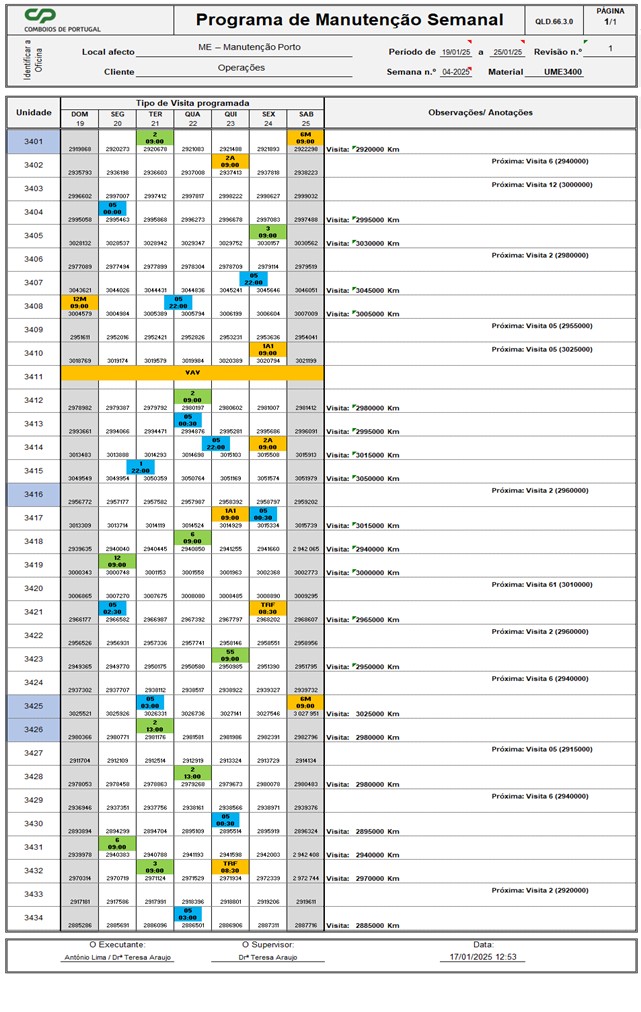 CP
COMBOIOS DE PORTUGAL
Programa de Manutenção Semanal
QLD.66.3.0
PÁGINA
1/1
Identificar a Oficina
Local afecto ME – Manutenção Porto
Período de 19/01/25 a 25/01/25 Revisão n.º 1
Cliente Operações
Semana n.º 04-2025 Material UME3400
Unidade Tipo de Visita programada Observações/ Anotações
DOM SEG TER QUA QUI SEX SAB
19 20 21 22 23 24 25
2 09:00 6M 09:00
3401 2919868 2920273 2920678 2921083 2921488 2921893 2922298 Visita: 2920000 Km
2A 09:00 Próxima: Visita 6 (2940000)
3402 2935793 2936198 2936603 2937008 2937413 2937818 2938223
Próxima: Visita 12 (3000000)
3403 2996602 2997007 2997412 2997817 2998222 2998627 2999032
05 00:00
3404 2995058 2995463 2995868 2996273 2996678 2997083 2997488 Visita: 2995000 Km
3 09:00
3405 3028132 3028537 3028942 3029347 3029752 3030157 3030562 Visita: 3030000 Km
Próxima: Visita 2 (2980000)
3406 2977089 2977494 2977899 2978304 2978709 2979114 2979519
05 22:00
3407 3043621 3044026 3044431 3044836 3045241 3045646 3046051 Visita: 3045000 Km
12M 09:00 05 22:00
3408 3004579 3004984 3005389 3005794 3006199 3006604 3007009 Visita: 3005000 Km
Próxima: Visita 05 (2955000)
3409 2951611 2952016 2952421 2952826 2953231 2953636 2954041
1A1 09:00 Próxima: Visita 05 (3025000)
3410 3018769 3019174 3019579 3019984 3020389 3020794 3021199
3411 VAV
2 09:00
3412 2978982 2979387 2979792 2980197 2980602 2981007 2981412 Visita: 2980000 Km
05 00:30
3413 2993661 2994066 2994471 2994876 2995281 2995686 2996091 Visita: 2995000 Km
05 22:00 2A 09:00
3414 3013483 3013888 3014293 3014698 3015103 3015508 3015913 Visita: 3015000 Km
1 22:00
3415 3049549 3049954 3050359 3050764 3051169 3051574 3051979 Visita: 3050000 Km
Próxima: Visita 2 (2960000)
3416 2956772 2957177 2957582 2957987 2958392 2958797 2959202
1A1 09:00 05 00:30
3417 3013309 3013714 3014119 3014524 3014929 3015334 3015739 Visita: 3015000 Km
6 09:00
3418 2939635 2940040 2940445 2940850 2941255 2941660 2 942 065 Visita: 2940000 Km
12 09:00
3419 3000343 3000748 3001153 3001558 3001963 3002368 3002773 Visita: 3000000 Km
Próxima: Visita 61 (3010000)
3420 3006865 3007270 3007675 3008080 3008485 3008890 3009295
05 02:30 TRF 08:30
3421 2966177 2966582 2966987 2967392 2967797 2968202 2968607 Visita: 2965000 Km
Próxima: Visita 2 (2960000)
3422 2956526 2956931 2957336 2957741 2958146 2958551 2958956
55 09:00
3423 2949365 2949770 2950175 2950580 2950985 2951390 2951795 Visita: 2950000 Km
Próxima: Visita 6 (2940000)
3424 2937302 2937707 2938112 2938517 2938922 2939327 2939732
05 03:00 6M 09:00
3425 3025521 3025926 3026331 3026736 3027141 3027546 3 027 951 Visita: 3025000 Km
2 13:00
3426 2980366 2980771 2981176 2981581 2981986 2982391 2982796 Visita: 2980000 Km
Próxima: Visita 05 (2915000)
3427 2911704 2912109 2912514 2912919 2913324 2913729 2914134
2 13:00
3428 2978053 2978458 2978863 2979268 2979673 2980078 2980483 Visita: 2980000 Km
Próxima: Visita 6 (2940000)
3429 2936946 2937351 2937756 2938161 2938566 2938971 2939376
05 00:30
3430 2893894 2894299 2894704 2895109 2895514 2895919 2896324 Visita: 2895000 Km
6 09:00
3431 2939978 2940383 2940788 2941193 2941598 2942003 2 942 408 Visita: 2940000 Km
3 09:00 TRF 08:30
3432 2970314 2970719 2971124 2971529 2971934 2972339 2 972 744 Visita: 2970000 Km
Próxima: Visita 2 (2920000)
3433 2917181 2917586 2917991 2918396 2918801 2919206 2919611
05 03:00
3434 2885286 2885691 2886096 2886501 2886906 2887311 2887716 Visita: 2885000 Km
O Executante: O Supervisor: Data:
António Lima / Drª Teresa Araujo Drª Teresa Araujo 17/01/2025 12:53